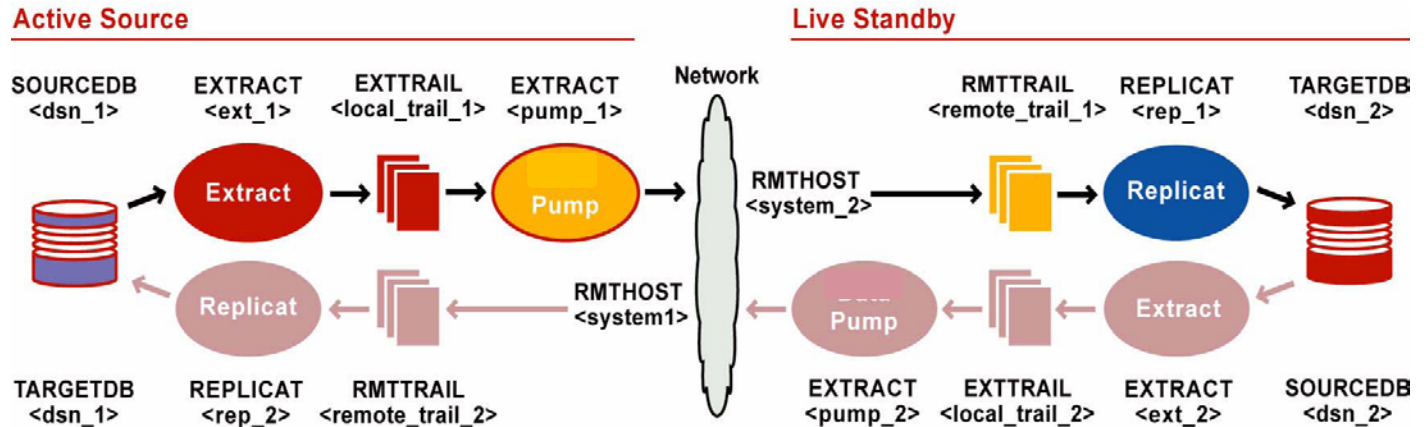 Active Source
Live Standby
SOURCEDB
<dsn_1>
EXTRACT
<ext_1>
EXTTRAIL
<local_trail_1>
EXTRACT
<pump_1>
Network
RMTTRAIL
<remote_trail_1>
REPLICAT
<rep_1>
TARGETDB
<dsn_2>
Extract
Pump
RMTHOST
<system_2>
Replicat
Replicat
RMTHOST
<system1>
Pump
Extract
TARGETDB
<dsn_1>
REPLICAT
<rep_2>
RMTTRAIL
<remote_trail_2>
EXTRACT
<pump_2>
EXTTRAIL
<local_trail_2>
EXTRACT
<ext_2>
SOURCEDB
<dsn_2>